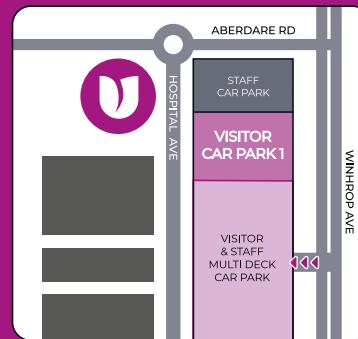 ABERDARE RD
STAFF
CAR PARK
HOSPITAL AVE
VISITOR
CAR PARK 1
WINHROP AVE
VISITOR
& STAFF
MULTI DECK
CAR PARK